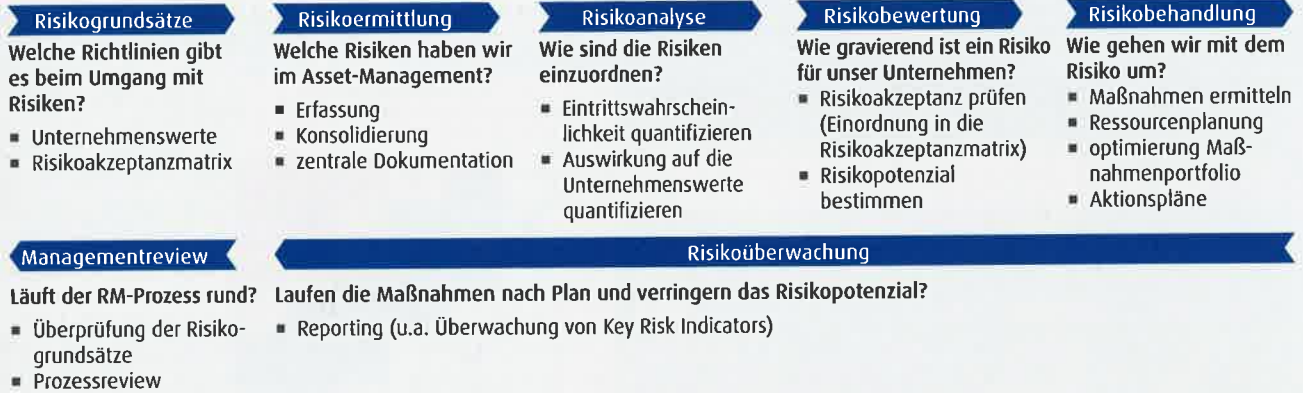 Risikogrundsätze
Welche Richtlinien gibt
es beim Umgang mit
Risiken?
▪ Unternehmenswerte
▪ Risikoakzeptanzmatrix
Risikoermittlung
Welche Risiken haben wir
im Asset-Management?
▪ Erfassung
▪ Konsolidierung
▪ zentrale Dokumentation
Risikoanalyse
Wie sind die Risiken
einzuordnen?
▪ Eintrittswahrschein-
lichkeit quantifizieren
▪ Auswirkung auf die
Unternehmenswerte
quantifizieren
Risikobewertung
Wie gravierend ist ein Risiko
für unser Unternehmen?
▪ Risikoakzeptanz prüfen
(Einordnung in die
Risikoakzeptanzmatrix)
▪ Risikopotenzial
bestimmen
Risikobehandlung
Wie gehen wir mit dem
Risiko um?
▪ Maßnahmen ermitteln
▪ Ressourcenplanung
▪ optimierung Maß-
nahmenportfolio
▪ Aktionspläne
Managementreview
Läuft der RM-Prozess rund?
▪ Überprüfung der Risiko-
grundsätze
▪ Prozessreview
Risikoüberwachung
Laufen die Maßnahmen nach Plan und verringern das Risikopotenzial?
▪ Reporting (u.a. Überwachung von Key Risk Indicators)